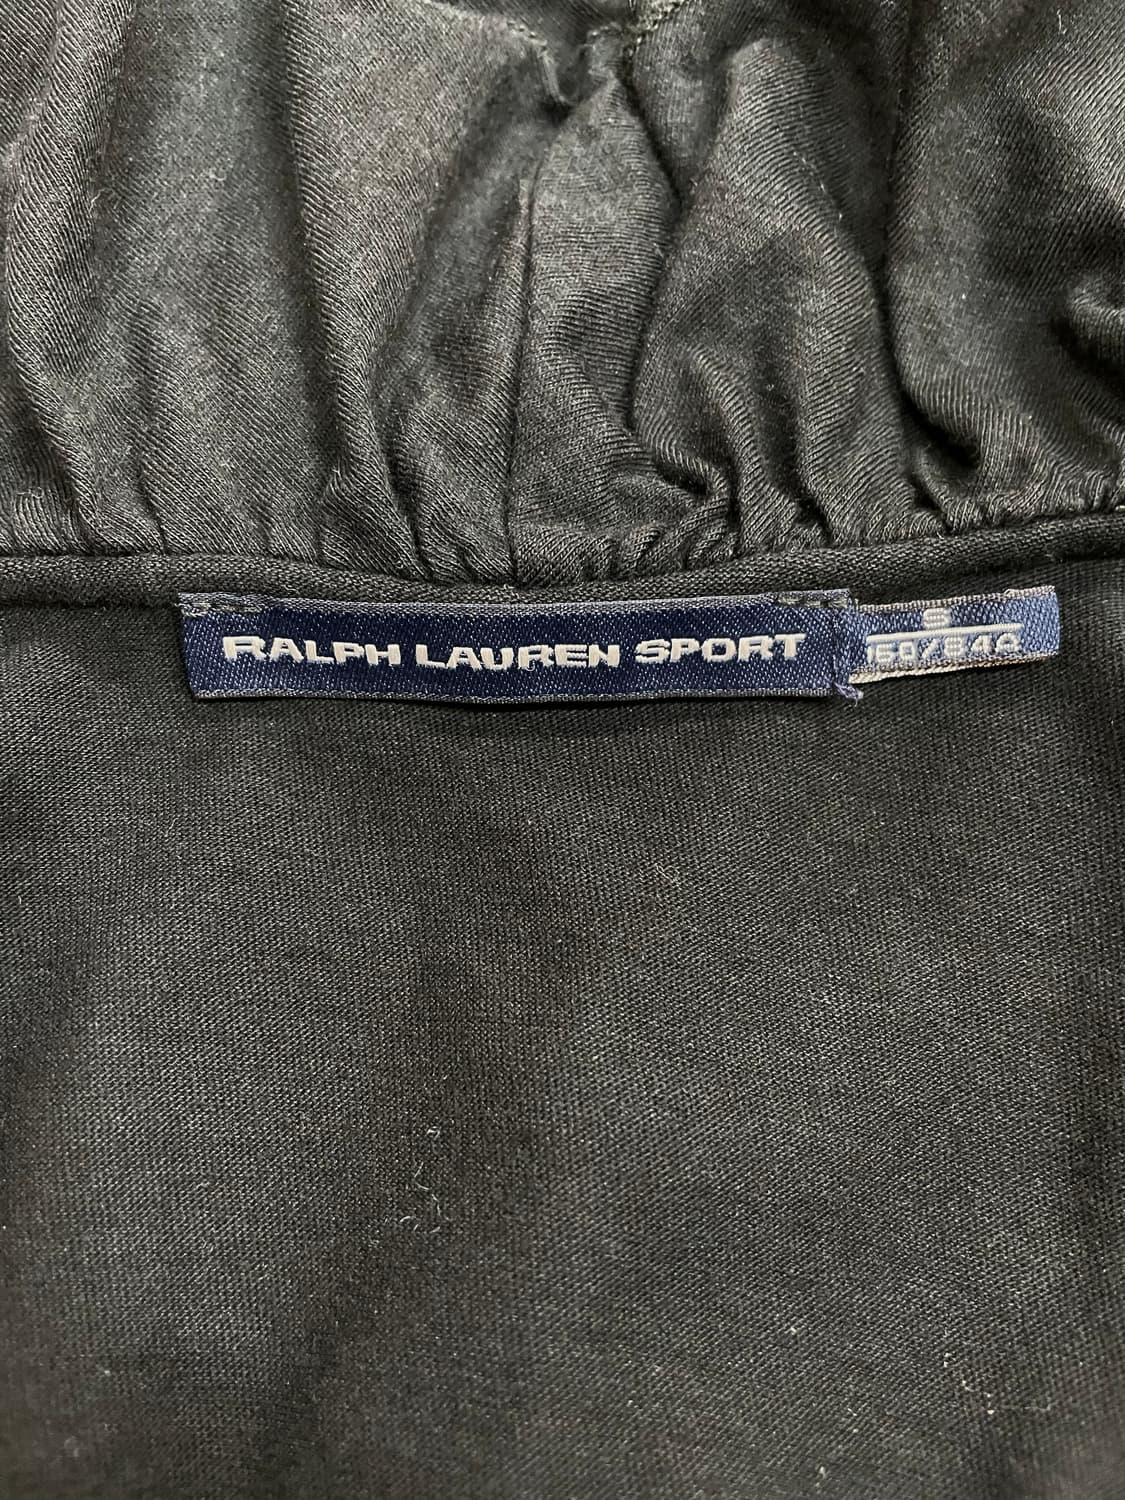 RALPH LAUREN SPORT
S
160/84A